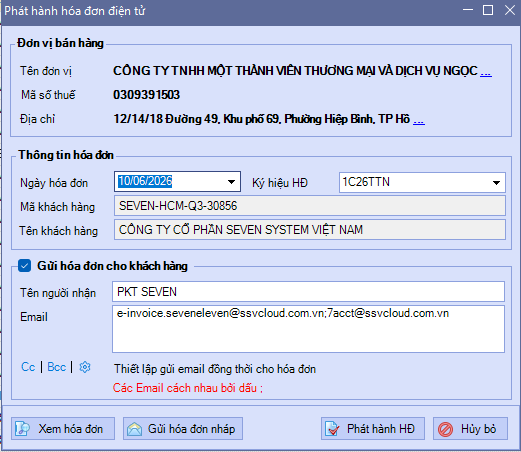 Phát hành hóa đơn điện tử
Đơn vị bán hàng
Tên đơn vị CÔNG TY TNHH MỘT THÀNH VIÊN THƯƠNG MẠI VÀ DỊCH VỤ NGỌC ...
Mã số thuế 0309391503
Địa chỉ 12/14/18 Đường 49, Khu phố 69, Phường Hiệp Bình, TP Hồ ...
Thông tin hóa đơn
Ngày hóa đơn 10/06/2026 Ký hiệu HĐ 1C26TTN
Mã khách hàng SEVEN-HCM-Q3-30856
Tên khách hàng CÔNG TY CỔ PHẦN SEVEN SYSTEM VIỆT NAM
Gửi hóa đơn cho khách hàng
Tên người nhận PKT SEVEN
Email e-invoice.seveneleven@ssvcloud.com.vn;7acct@ssvcloud.com.vn
Cc | Bcc | Thiết lập gửi email đồng thời cho hóa đơn
Các Email cách nhau bởi dấu ;
Xem hóa đơn Gửi hóa đơn nháp Phát hành HĐ Hủy bỏ